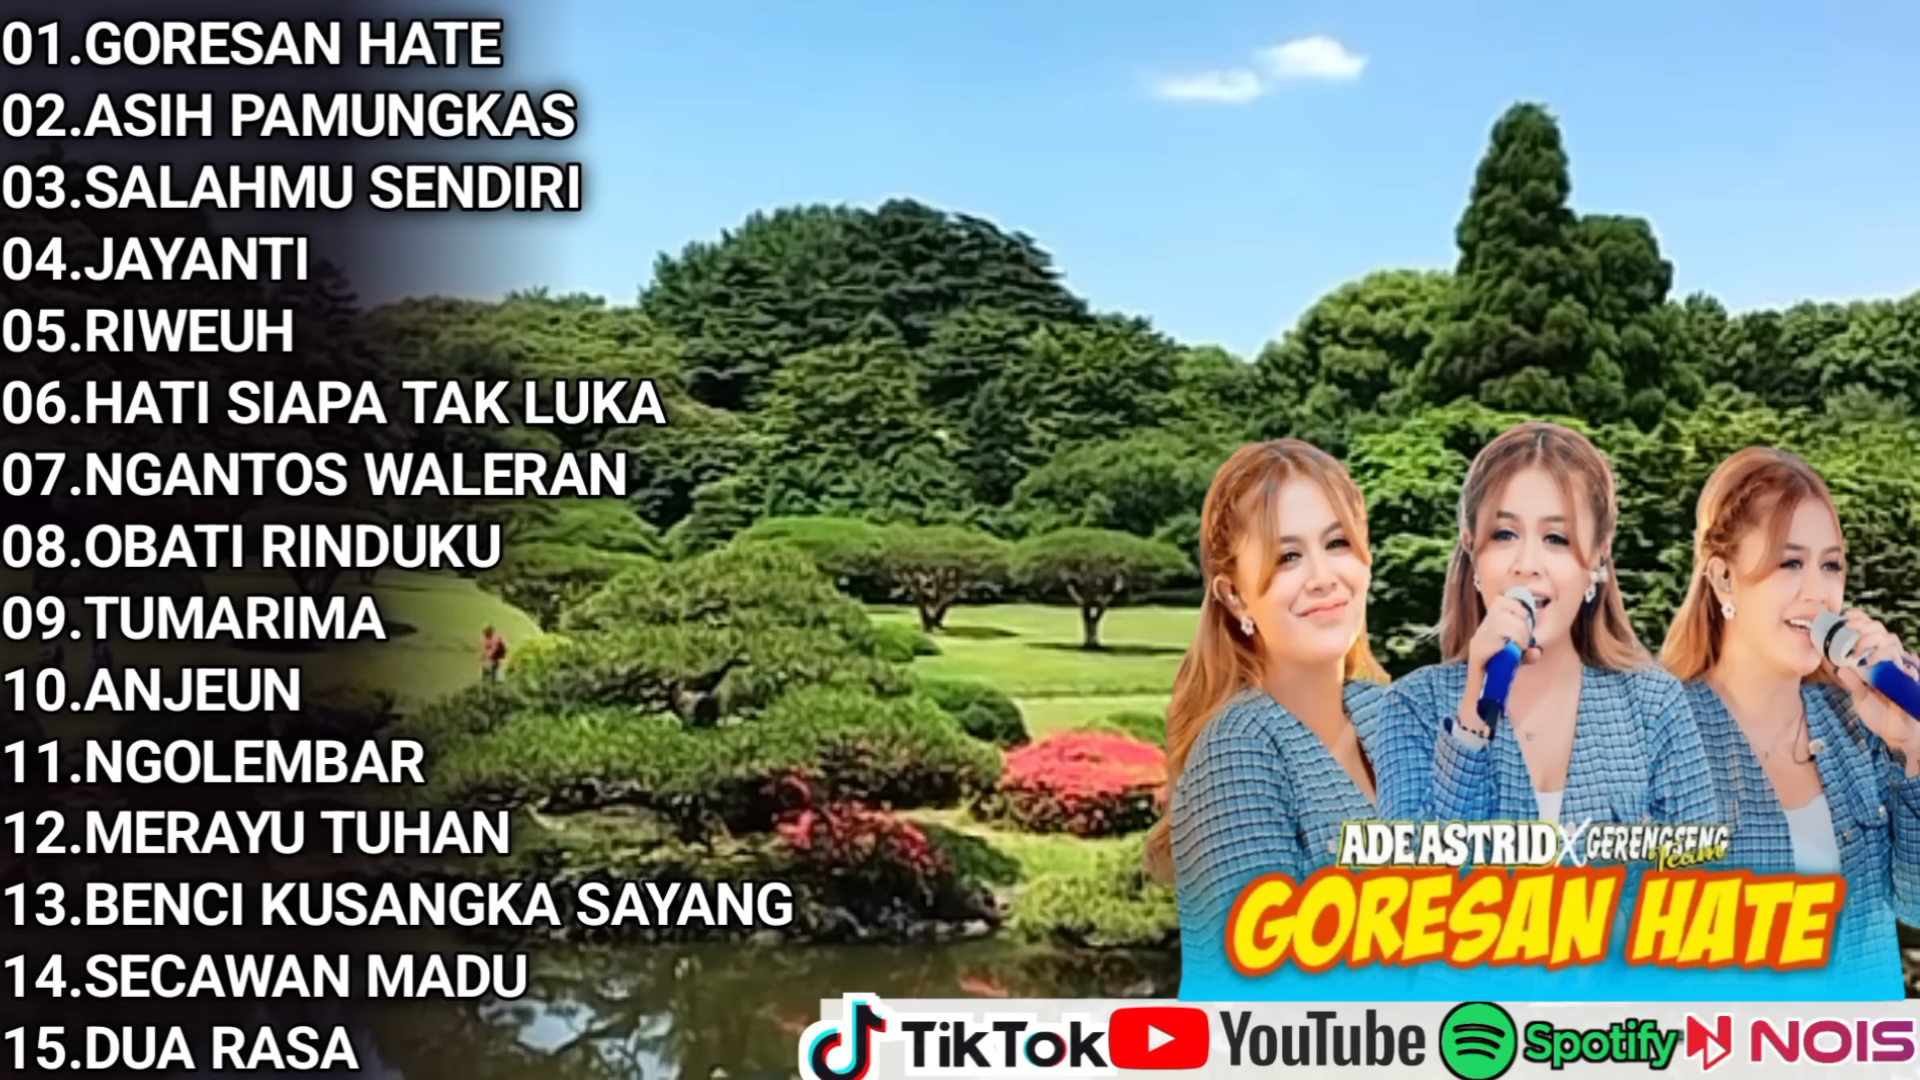 01.GORESAN HATE
02.ASIH PAMUNGKAS
03.SALAHMU SENDIRI
04.JAYANTI
05.RIWEUH
06.HATI SIAPA TAK LUKA
07.NGANTOS WALERAN
08.OBATI RINDUKU
09.TUMARIMA
10.ANJEUN
11.NGOLEMBAR
12.MERAYU TUHAN
13.BENCI KUSANGKA SAYANG
14.SECAWAN MADU
15.DUA RASA
ADE ASTRID X GERENGSENG Team
GORESAN HATE
TikTok YouTube Spotify NOIS